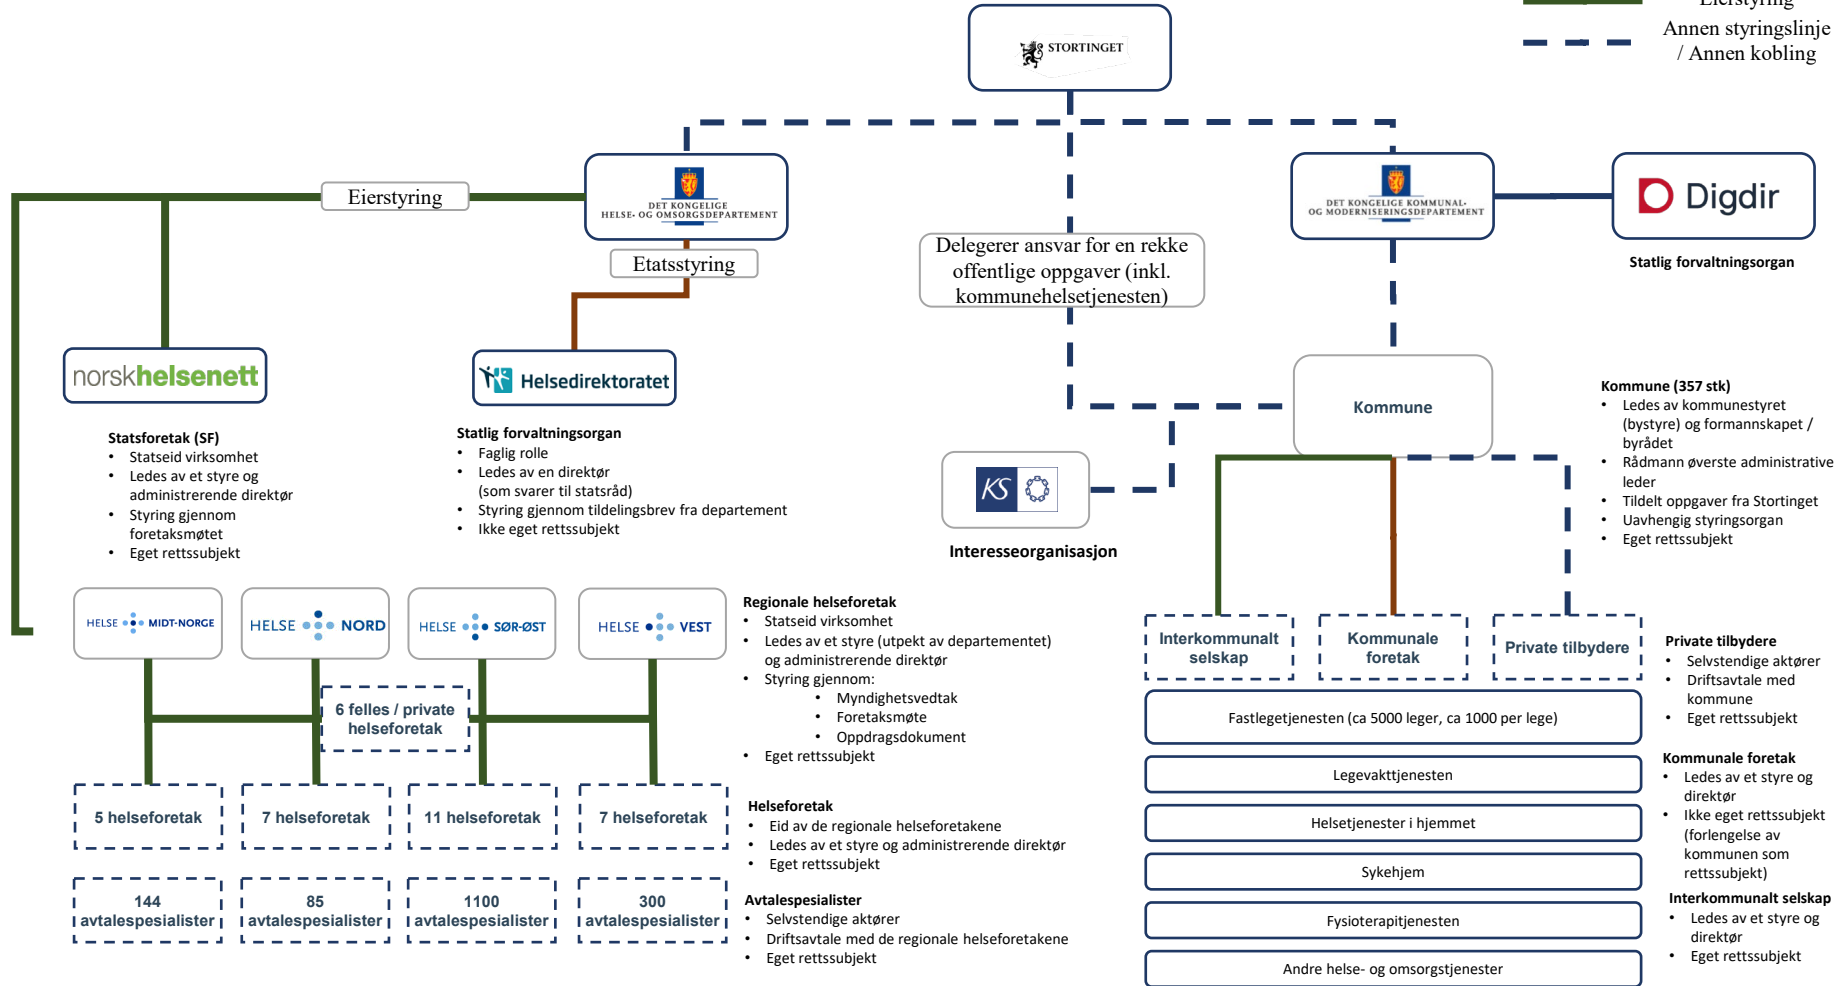 Eierstyring
Annen styringslinje
/ Annen kobling
STORTINGET
Eierstyring
DET KONGELIGE
HELSE- OG OMSORGSDEPARTEMENT
Etatsstyring
Delegerer ansvar for en rekke
offentlige oppgaver (inkl.
kommunehelsetjenesten)
DET KONGELIGE KOMMUNAL-
OG MODERNISERINGSDEPARTEMENT
Digdir
Statlig forvaltningsorgan
norskhelsenett
Statsforetak (SF)
• Statseid virksomhet
• Ledes av et styre og
administrerende direktør
• Styring gjennom
foretaksmøtet
• Eget rettssubjekt
Helsedirektoratet
Statlig forvaltningsorgan
• Faglig rolle
• Ledes av en direktør
(som svarer til statsråd)
• Styring gjennom tildelingsbrev fra departement
• Ikke eget rettssubjekt
KS
Interesseorganisasjon
Kommune
Kommune (357 stk)
• Ledes av kommunestyret
(bystyre) og formannskapet /
byrådet
• Rådmann øverste administrative
leder
• Tildelt oppgaver fra Stortinget
• Uavhengig styringsorgan
• Eget rettssubjekt
HELSE MIDT-NORGE
HELSE NORD
HELSE SØR-ØST
HELSE VEST
Regionale helseforetak
• Statseid virksomhet
• Ledes av et styre (utpekt av departementet)
og administrerende direktør
• Styring gjennom:
• Myndighetsvedtak
• Foretaksmøte
• Oppdragsdokument
• Eget rettssubjekt
6 felles / private
helseforetak
5 helseforetak
7 helseforetak
11 helseforetak
7 helseforetak
Helseforetak
• Eid av de regionale helseforetakene
• Ledes av et styre og administrerende direktør
• Eget rettssubjekt
144
avtalespesialister
85
avtalespesialister
1100
avtalespesialister
300
avtalespesialister
Avtalespesialister
• Selvstendige aktører
• Driftsavtale med de regionale helseforetakene
• Eget rettssubjekt
Interkommunalt
selskap
Kommunale
foretak
Private tilbydere
Fastlegetjenesten (ca 5000 leger, ca 1000 per lege)
Legevakttjenesten
Helsetjenester i hjemmet
Sykehjem
Fysioterapitjenesten
Andre helse- og omsorgstjenester
Private tilbydere
• Selvstendige aktører
• Driftsavtale med
kommune
• Eget rettssubjekt
Kommunale foretak
• Ledes av et styre og
direktør
• Ikke eget rettssubjekt
(forlengelse av
kommunen som
rettssubjekt)
Interkommunalt selskap
• Ledes av et styre og
direktør
• Eget rettssubjekt